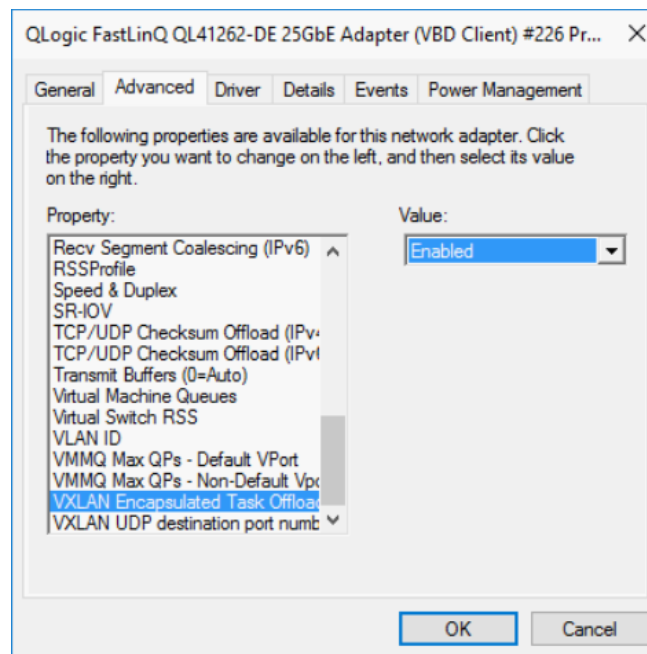 QLogic FastLinQ QL41262-DE 25GbE Adapter (VBD Client) #226 Pr...
General Advanced Driver Details Events Power Management
The following properties are available for this network adapter. Click
the property you want to change on the left, and then select its value
on the right.
Property:
Value:
Recv Segment Coalescing (IPv6)
RSSProfile
Speed & Duplex
SR-IOV
TCP/UDP Checksum Offload (IPv4
TCP/UDP Checksum Offload (IPv6
Transmit Buffers (0=Auto)
Virtual Machine Queues
Virtual Switch RSS
VLAN ID
VMMQ Max QPs - Default VPort
VMMQ Max QPs - Non-Default Vpo
VXLAN Encapsulated Task Offload
VXLAN UDP destination port numb
Enabled
OK
Cancel